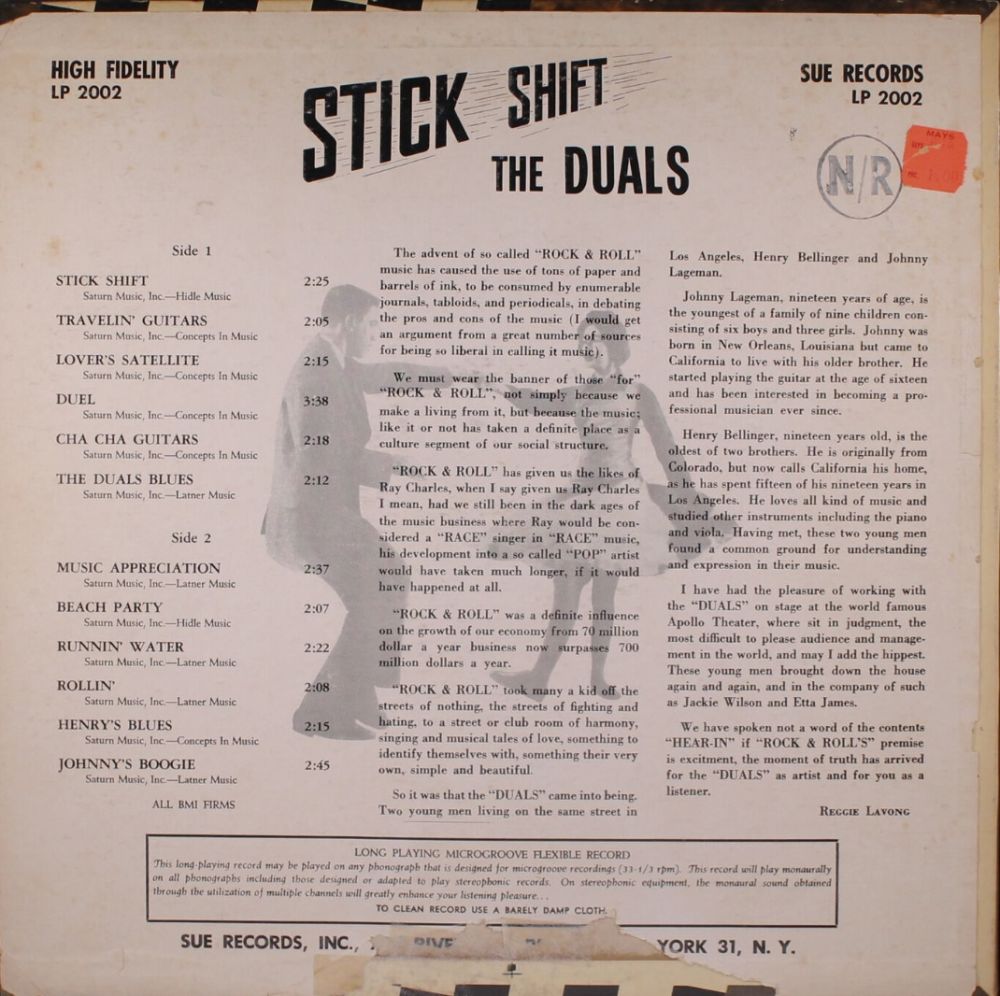 HIGH FIDELITY
LP 2002
STICK SHIFT
THE DUALS
SUE RECORDS
LP 2002
N/R
MAYS
Side 1
STICK SHIFT 2:25
Saturn Music, Inc.—Hidle Music
TRAVELIN' GUITARS 2:05
Saturn Music, Inc.—Concepts In Music
LOVER'S SATELLITE 2:15
Saturn Music, Inc.—Concepts In Music
DUEL 3:38
Saturn Music, Inc.—Concepts In Music
CHA CHA GUITARS 2:18
Saturn Music, Inc.—Concepts In Music
THE DUALS BLUES 2:12
Saturn Music, Inc.—Latner Music
Side 2
MUSIC APPRECIATION 2:37
Saturn Music, Inc.—Latner Music
BEACH PARTY 2:07
Saturn Music, Inc.—Hidle Music
RUNNIN' WATER 2:22
Saturn Music, Inc.—Latner Music
ROLLIN' 2:08
Saturn Music, Inc.—Latner Music
HENRY'S BLUES 2:15
Saturn Music, Inc.—Concepts In Music
JOHNNY'S BOOGIE 2:45
Saturn Music, Inc.—Latner Music
ALL BMI FIRMS
The advent of so called "ROCK & ROLL"
music has caused the use of tons of paper and
barrels of ink, to be consumed by enumerable
journals, tabloids, and periodicals, in debating
the pros and cons of the music (I would get
an argument from a great number of sources
for being so liberal in calling it music).
We must wear the banner of those "for"
"ROCK & ROLL", not simply because we
make a living from it, but because the music;
like it or not has taken a definite place as a
culture segment of our social structure.
"ROCK & ROLL" has given us the likes of
Ray Charles, when I say given us Ray Charles
I mean, had we still been in the dark ages of
the music business where Ray would be con-
sidered a "RACE" singer in "RACE" music,
his development into a so called "POP" artist
would have taken much longer, if it would
have happened at all.
"ROCK & ROLL" was a definite influence
on the growth of our economy from 70 million
dollar a year business now surpasses 700
million dollars a year.
"ROCK & ROLL" took many a kid off the
streets of nothing, the streets of fighting and
hating, to a street or club room of harmony,
singing and musical tales of love, something to
identify themselves with, something their very
own, simple and beautiful.
So it was that the "DUALS" came into being.
Two young men living on the same street in
Los Angeles, Henry Bellinger and Johnny
Lageman.
Johnny Lageman, nineteen years of age, is
the youngest of a family of nine children con-
sisting of six boys and three girls. Johnny was
born in New Orleans, Louisiana but came to
California to live with his older brother. He
started playing the guitar at the age of sixteen
and has been interested in becoming a pro-
fessional musician ever since.
Henry Bellinger, nineteen years old, is the
oldest of two brothers. He is originally from
Colorado, but now calls California his home,
as he has spent fifteen of his nineteen years in
Los Angeles. He loves all kind of music and
studied other instruments including the piano
and viola. Having met, these two young men
found a common ground for understanding
and expression in their music.
I have had the pleasure of working with
the "DUALS" on stage at the world famous
Apollo Theater, where sit in judgment, the
most difficult to please audience and manage-
ment in the world, and may I add the hippest.
These young men brought down the house
again and again, and in the company of such
as Jackie Wilson and Etta James.
We have spoken not a word of the contents
"HEAR-IN" if "ROCK & ROLL'S" premise
is excitment, the moment of truth has arrived
for the "DUALS" as artist and for you as a
listener.
REGGIE LAVONG
LONG PLAYING MICROGROOVE FLEXIBLE RECORD
This long-playing record may be played on any phonograph that is designed for microgroove recordings (33-1/3 rpm). This record will play monaurally
on all phonographs including those designed or adapted to play stereophonic records. On stereophonic equipment, the monaural sound obtained
through the utilization of multiple channels will greatly enhance your listening pleasure...
TO CLEAN RECORD USE A BARELY DAMP CLOTH.
SUE RECORDS, INC., YORK 31, N. Y.